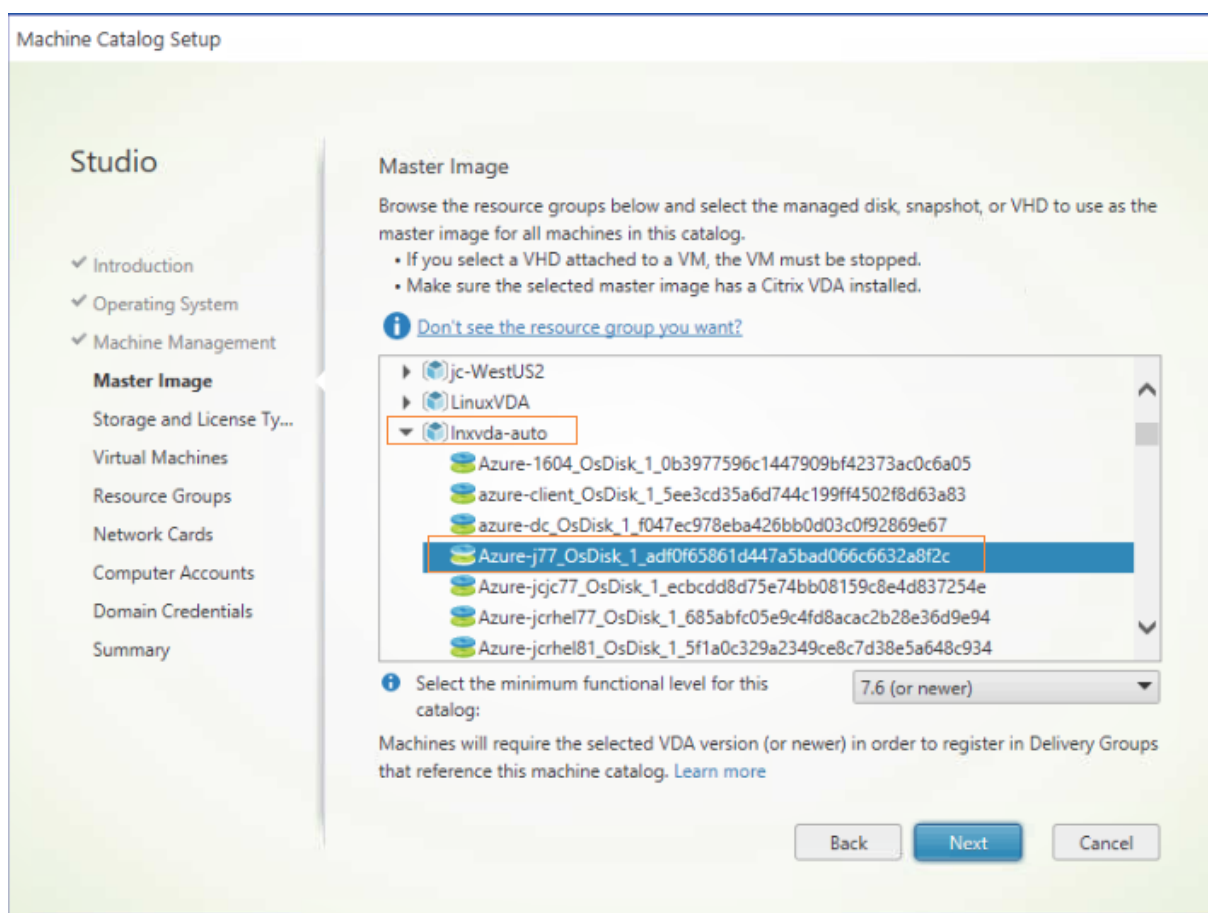 Machine Catalog Setup
Studio
Introduction
Operating System
Machine Management
Master Image
Storage and License Ty...
Virtual Machines
Resource Groups
Network Cards
Computer Accounts
Domain Credentials
Summary
Master Image
Browse the resource groups below and select the managed disk, snapshot, or VHD to use as the
master image for all machines in this catalog.
• If you select a VHD attached to a VM, the VM must be stopped.
• Make sure the selected master image has a Citrix VDA installed.
Don't see the resource group you want?
jc-WestUS2
LinuxVDA
lnxvda-auto
Azure-1604_OsDisk_1_0b3977596c1447909bf42373ac0c6a05
azure-client_OsDisk_1_5ee3cd35a6d744c199ff4502f8d63a83
azure-dc_OsDisk_1_f047ec978eba426bb0d03c0f92869e67
Azure-j77_OsDisk_1_adf0f65861d447a5bad066c6632a8f2c
Azure-jcjc77_OsDisk_1_ecbcdd8d75e74bb08159c8e4d837254e
Azure-jcrhel77_OsDisk_1_685abfc05e9c4fd8acac2b28e36d9e94
Azure-jcrhel81_OsDisk_1_5f1a0c329a2349ce8c7d38e5a648c934
Select the minimum functional level for this
catalog:
7.6 (or newer)
Machines will require the selected VDA version (or newer) in order to register in Delivery Groups
that reference this machine catalog. Learn more
Back
Next
Cancel